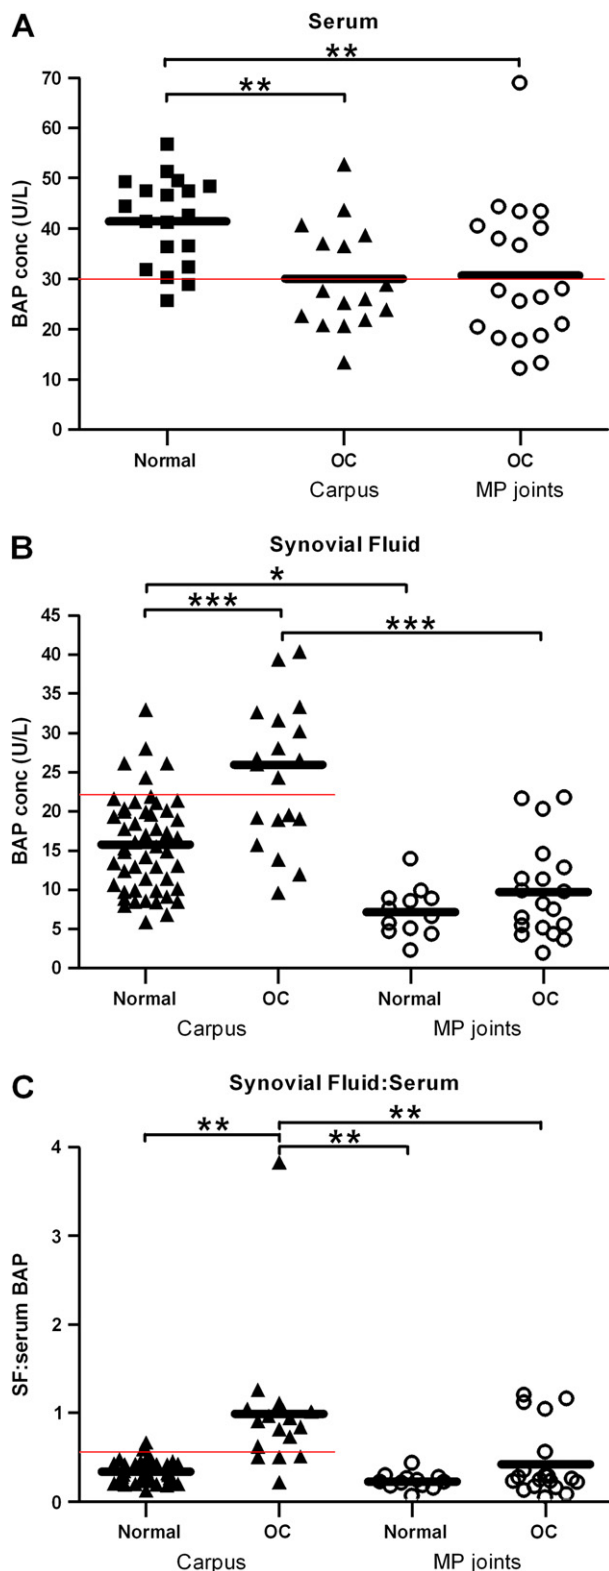 A
Serum
**
**
70
60
50
40
30
20
10
0
BAP conc (U/L)
Normal
OC
OC
Carpus
MP joints
B
Synovial Fluid
*
***
***
45
40
35
30
25
20
15
10
5
0
BAP conc (U/L)
Normal
OC
Normal
OC
Carpus
MP joints
C
Synovial Fluid:Serum
**
**
**
4
3
2
1
0
SF:serum BAP
Normal
OC
Normal
OC
Carpus
MP joints